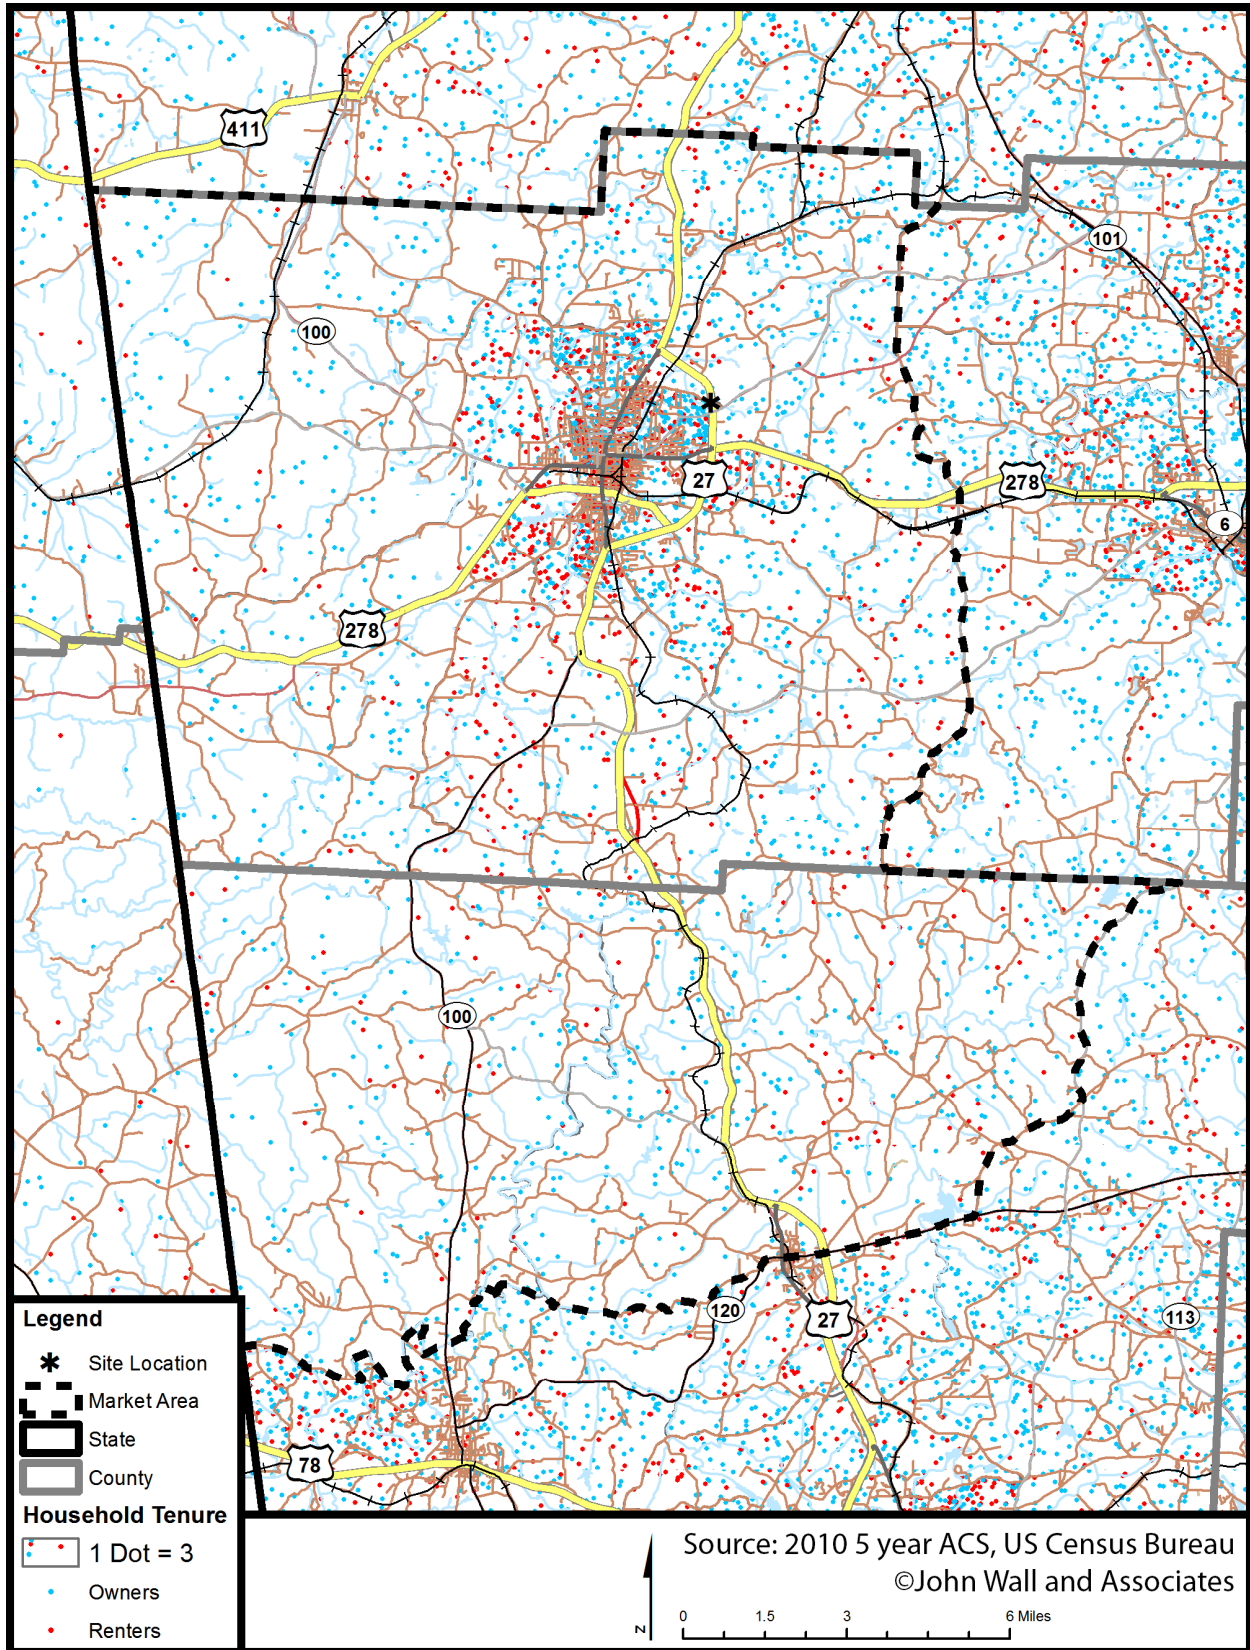 411
101
100
27
278
6
278
100
120
27
113
78
Legend
Site Location
Market Area
State
County
Household Tenure
1 Dot = 3
Owners
Renters
Source: 2010 5 year ACS, US Census Bureau
©John Wall and Associates
0 1.5 3 6 Miles
N